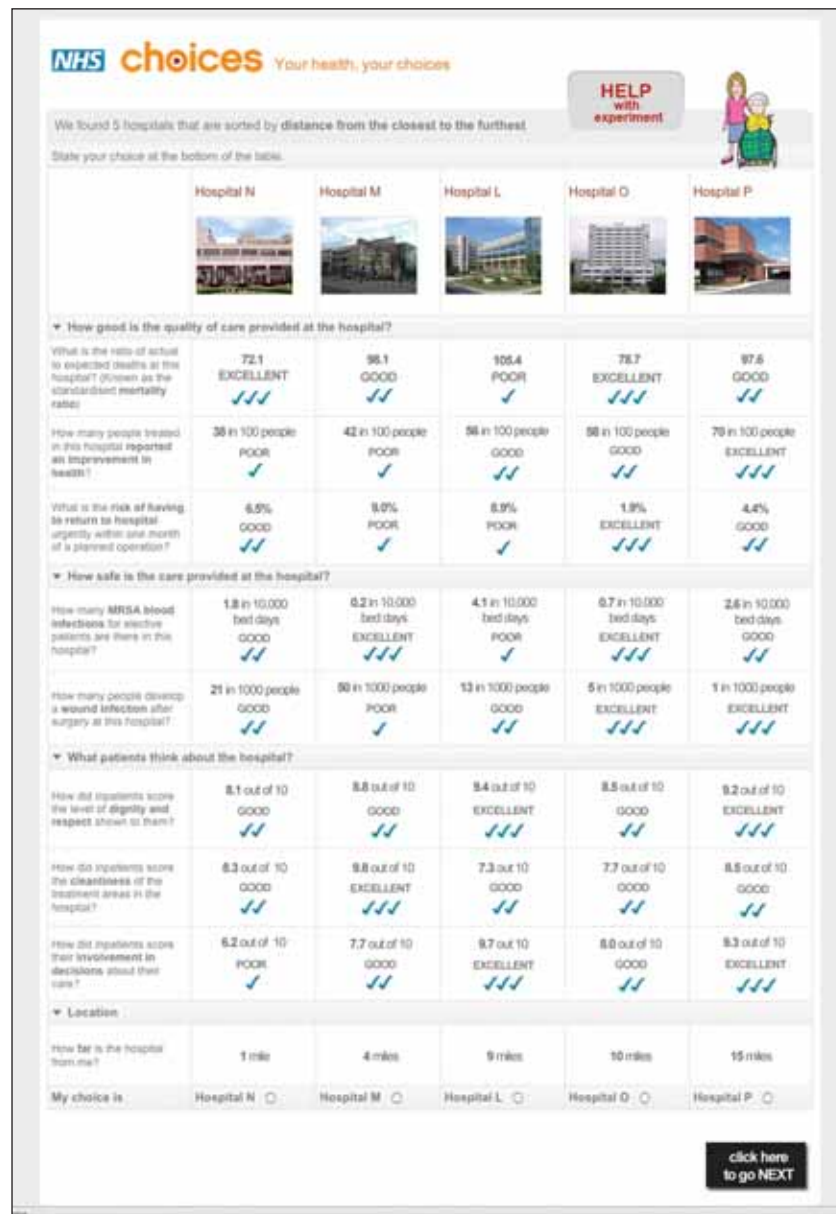 NHS choices Your health, your choices
HELP
with
experiment
We found 5 hospitals that are sorted by distance from the closest to the furthest
State your choice at the bottom of the table.
Hospital N Hospital M Hospital L Hospital O Hospital P
▼ How good is the quality of care provided at the hospital?
What is the ratio of actual
to expected deaths at this
hospital? (Known as the
standardised mortality
ratio)
72.1 98.1 105.4 78.7 97.6
EXCELLENT GOOD POOR EXCELLENT GOOD
How many people treated
in this hospital reported
an improvement in
health?
38 in 100 people 42 in 100 people 56 in 100 people 58 in 100 people 70 in 100 people
POOR POOR GOOD GOOD EXCELLENT
What is the risk of having
to return to hospital
urgently within one month
of a planned operation?
6.5% 9.0% 8.9% 1.9% 4.4%
GOOD POOR POOR EXCELLENT GOOD
▼ How safe is the care provided at the hospital?
How many MRSA blood
infections for elective
patients are there in this
hospital?
1.8 in 10,000 0.2 in 10,000 4.1 in 10,000 0.7 in 10,000 2.6 in 10,000
bed days bed days bed days bed days bed days
GOOD EXCELLENT POOR EXCELLENT GOOD
How many people develop
a wound infection after
surgery at this hospital?
21 in 1000 people 50 in 1000 people 13 in 1000 people 5 in 1000 people 1 in 1000 people
GOOD POOR GOOD EXCELLENT EXCELLENT
▼ What patients think about the hospital?
How did inpatients score
the level of dignity and
respect shown to them?
8.1 out of 10 8.8 out of 10 9.4 out of 10 8.5 out of 10 9.2 out of 10
GOOD GOOD EXCELLENT GOOD EXCELLENT
How did inpatients score
the cleanliness of the
treatment areas in the
hospital?
8.3 out of 10 9.8 out of 10 7.3 out 10 7.7 out of 10 8.5 out of 10
GOOD EXCELLENT GOOD GOOD GOOD
How did inpatients score
their involvement in
decisions about their
care?
6.2 out of 10 7.7 out of 10 9.7 out 10 8.0 out of 10 9.3 out of 10
POOR GOOD EXCELLENT GOOD EXCELLENT
▼ Location
How far is the hospital
from me?
1 mile 4 miles 9 miles 10 miles 15 miles
My choice is Hospital N Hospital M Hospital L Hospital O Hospital P
click here
to go NEXT